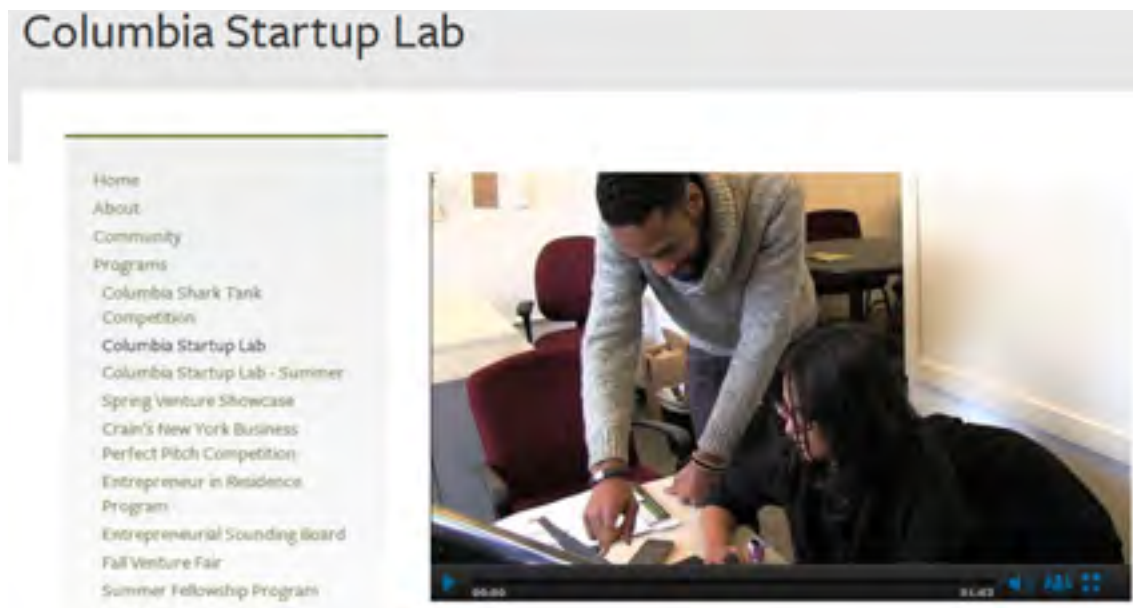 Columbia Startup Lab
Home
About
Community
Programs
Columbia Shark Tank
Competition
Columbia Startup Lab
Columbia Startup Lab - Summer
Spring Venture Showcase
Crain's New York Business
Perfect Pitch Competition
Entrepreneur in Residence
Program
Entrepreneurial Sounding Board
Fall Venture Fair
Summer Fellowship Program
00:00